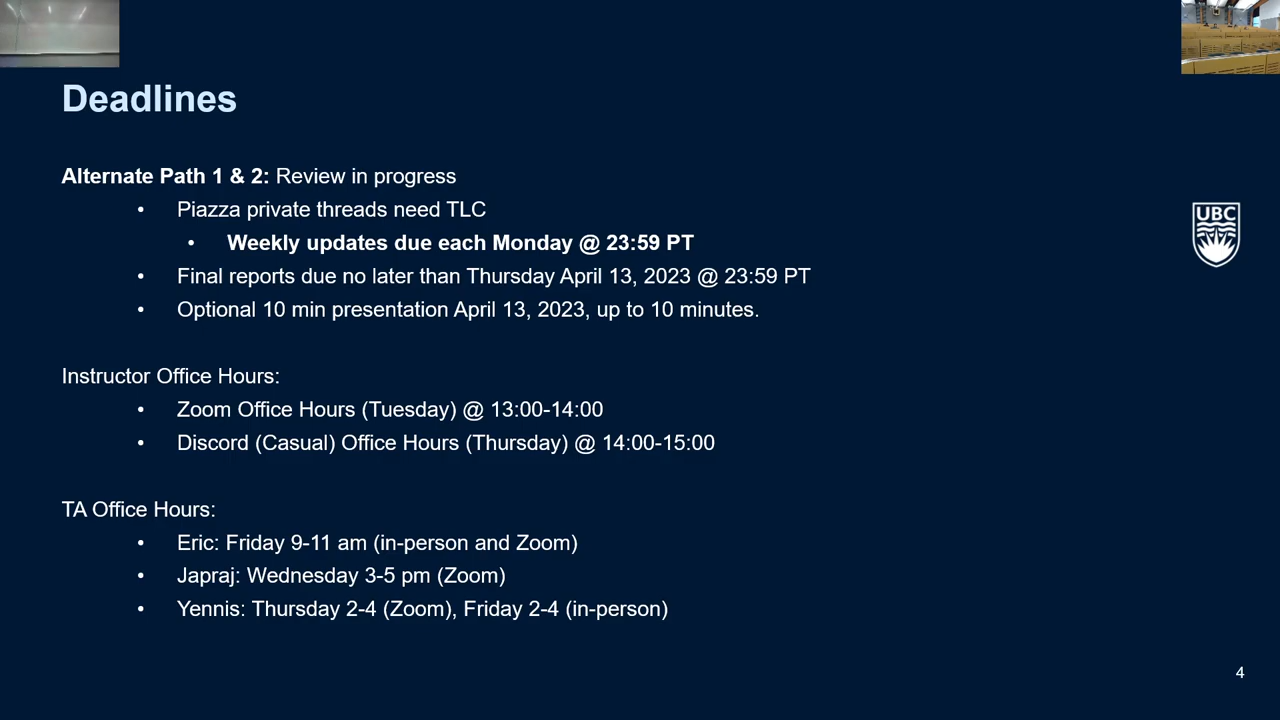 Deadlines
Alternate Path 1 & 2: Review in progress
• Piazza private threads need TLC
• Weekly updates due each Monday @ 23:59 PT
• Final reports due no later than Thursday April 13, 2023 @ 23:59 PT
• Optional 10 min presentation April 13, 2023, up to 10 minutes.
UBC
Instructor Office Hours:
• Zoom Office Hours (Tuesday) @ 13:00-14:00
• Discord (Casual) Office Hours (Thursday) @ 14:00-15:00
TA Office Hours:
• Eric: Friday 9-11 am (in-person and Zoom)
• Japraj: Wednesday 3-5 pm (Zoom)
• Yennis: Thursday 2-4 (Zoom), Friday 2-4 (in-person)
4